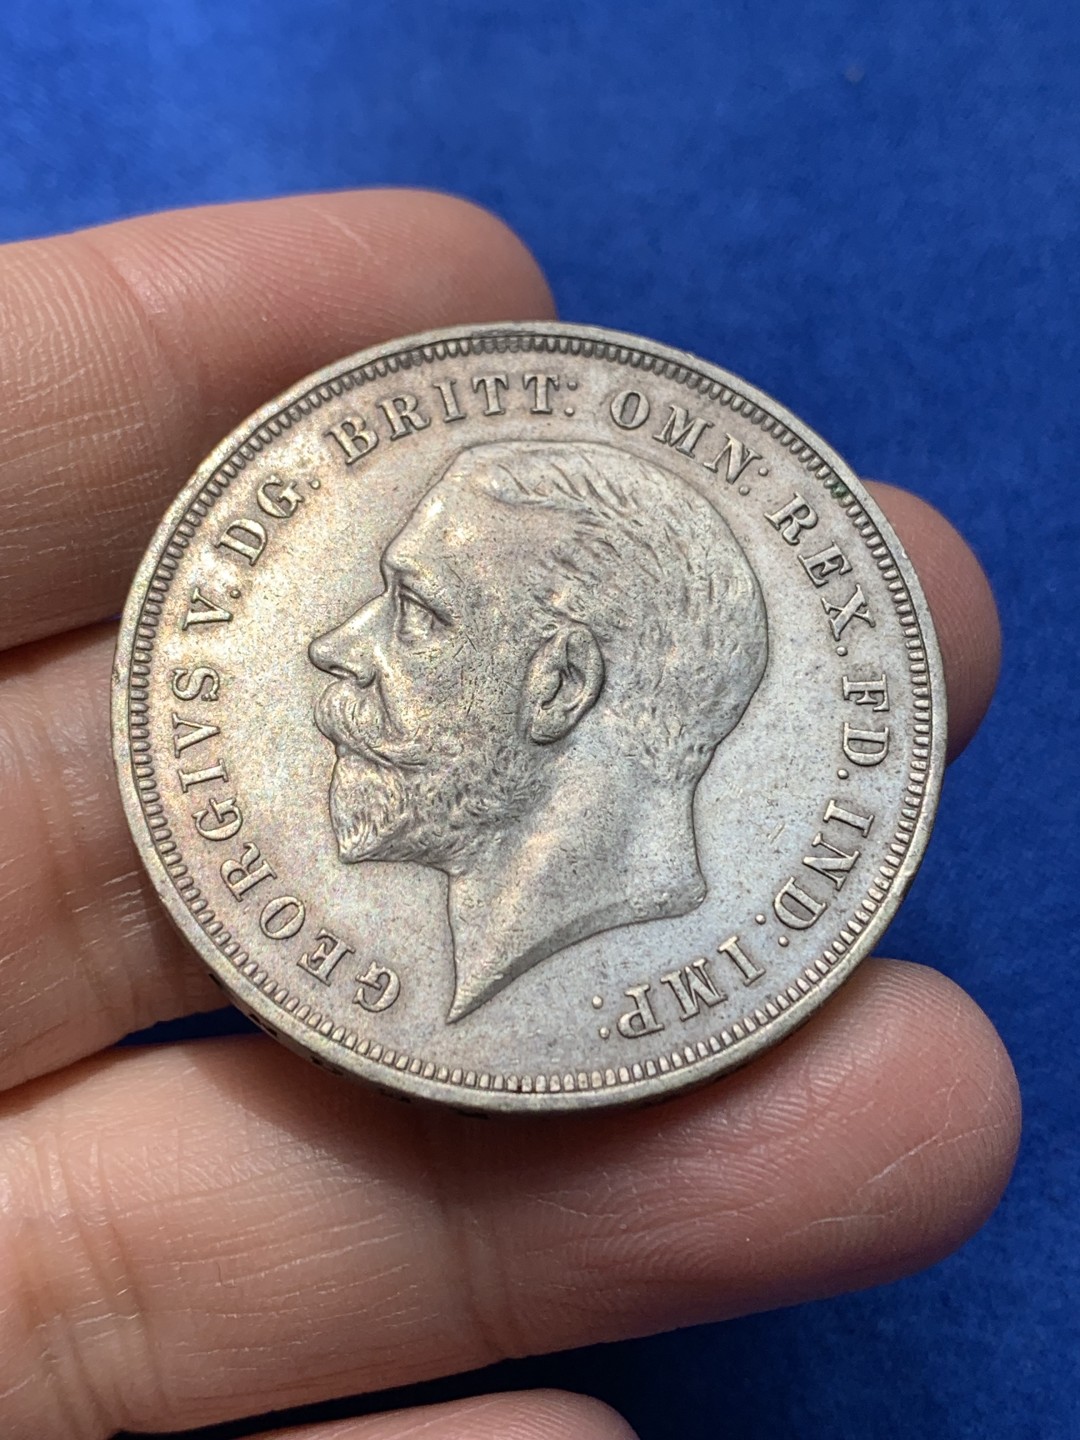 GEORGIVS V. DG. BRITT: OMN: REX. FD. IND: IMP: